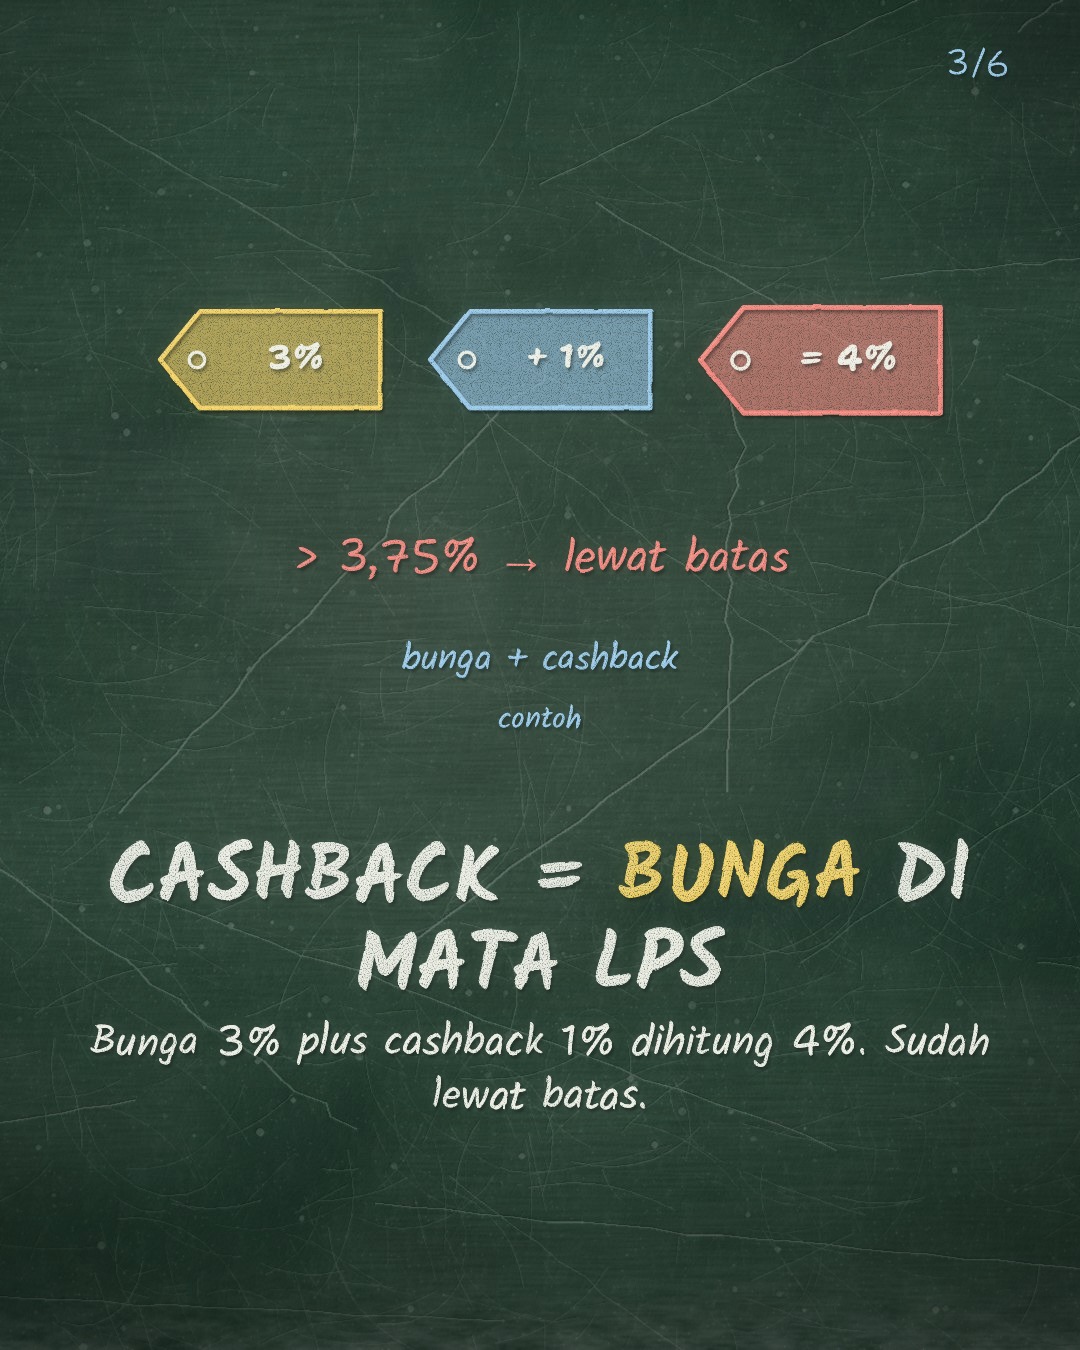 3/6
3% + 1% = 4%
> 3,75% → lewat batas
bunga + cashback
contoh
CASHBACK = BUNGA DI
MATA LPS
Bunga 3% plus cashback 1% dihitung 4%. Sudah
lewat batas.